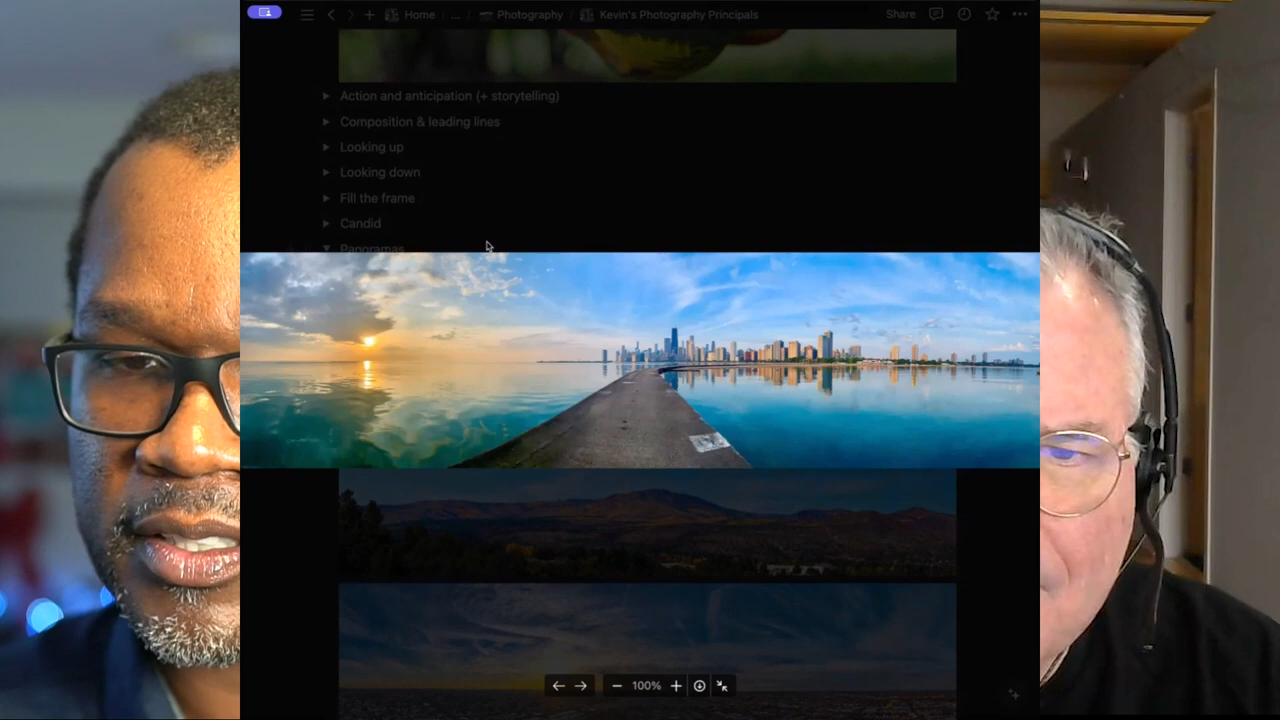 Home / ... / Photography / Kevin's Photography Principals
Share
Action and anticipation (+ storytelling)
Composition & leading lines
Looking up
Looking down
Fill the frame
Candid
Panoramas
100%